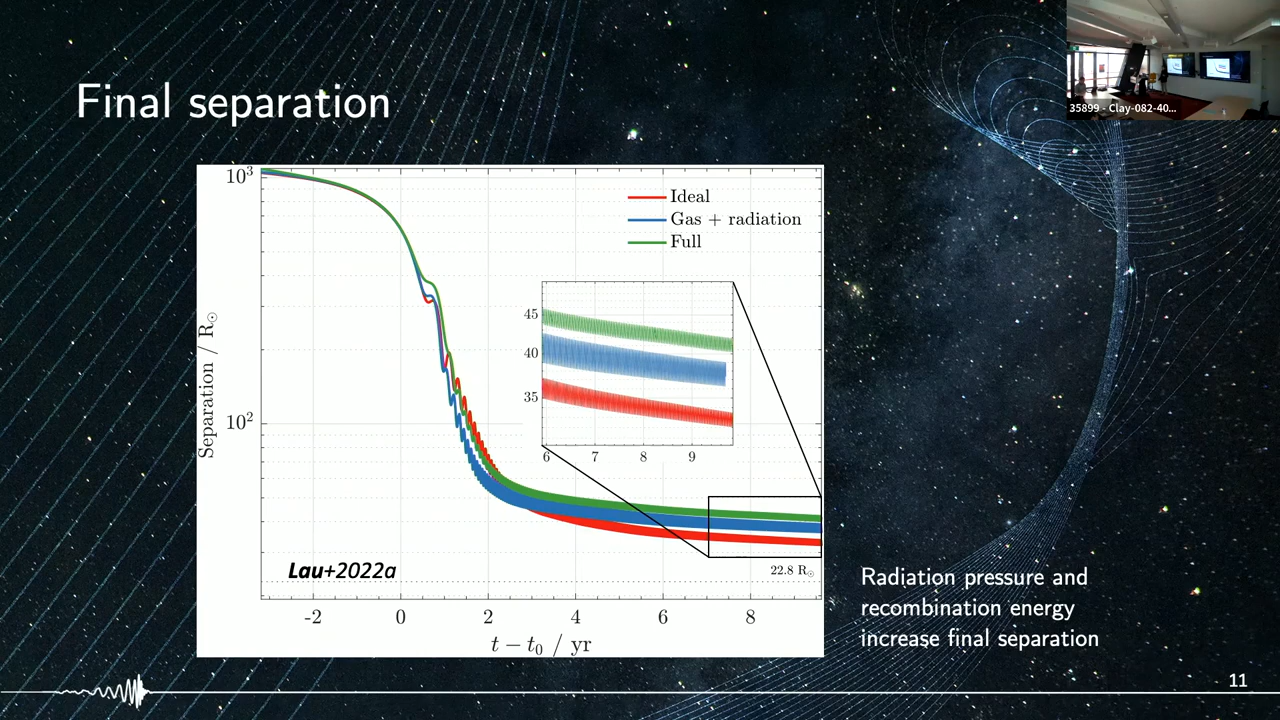 Final separation
35899 - Clay-082-40...
10³
10²
Separation / R☉
Ideal
Gas + radiation
Full
45
40
35
6 7 8 9
Lau+2022a
22.8 R☉
-2 0 2 4 6 8
t − t₀ / yr
Radiation pressure and
recombination energy
increase final separation
11